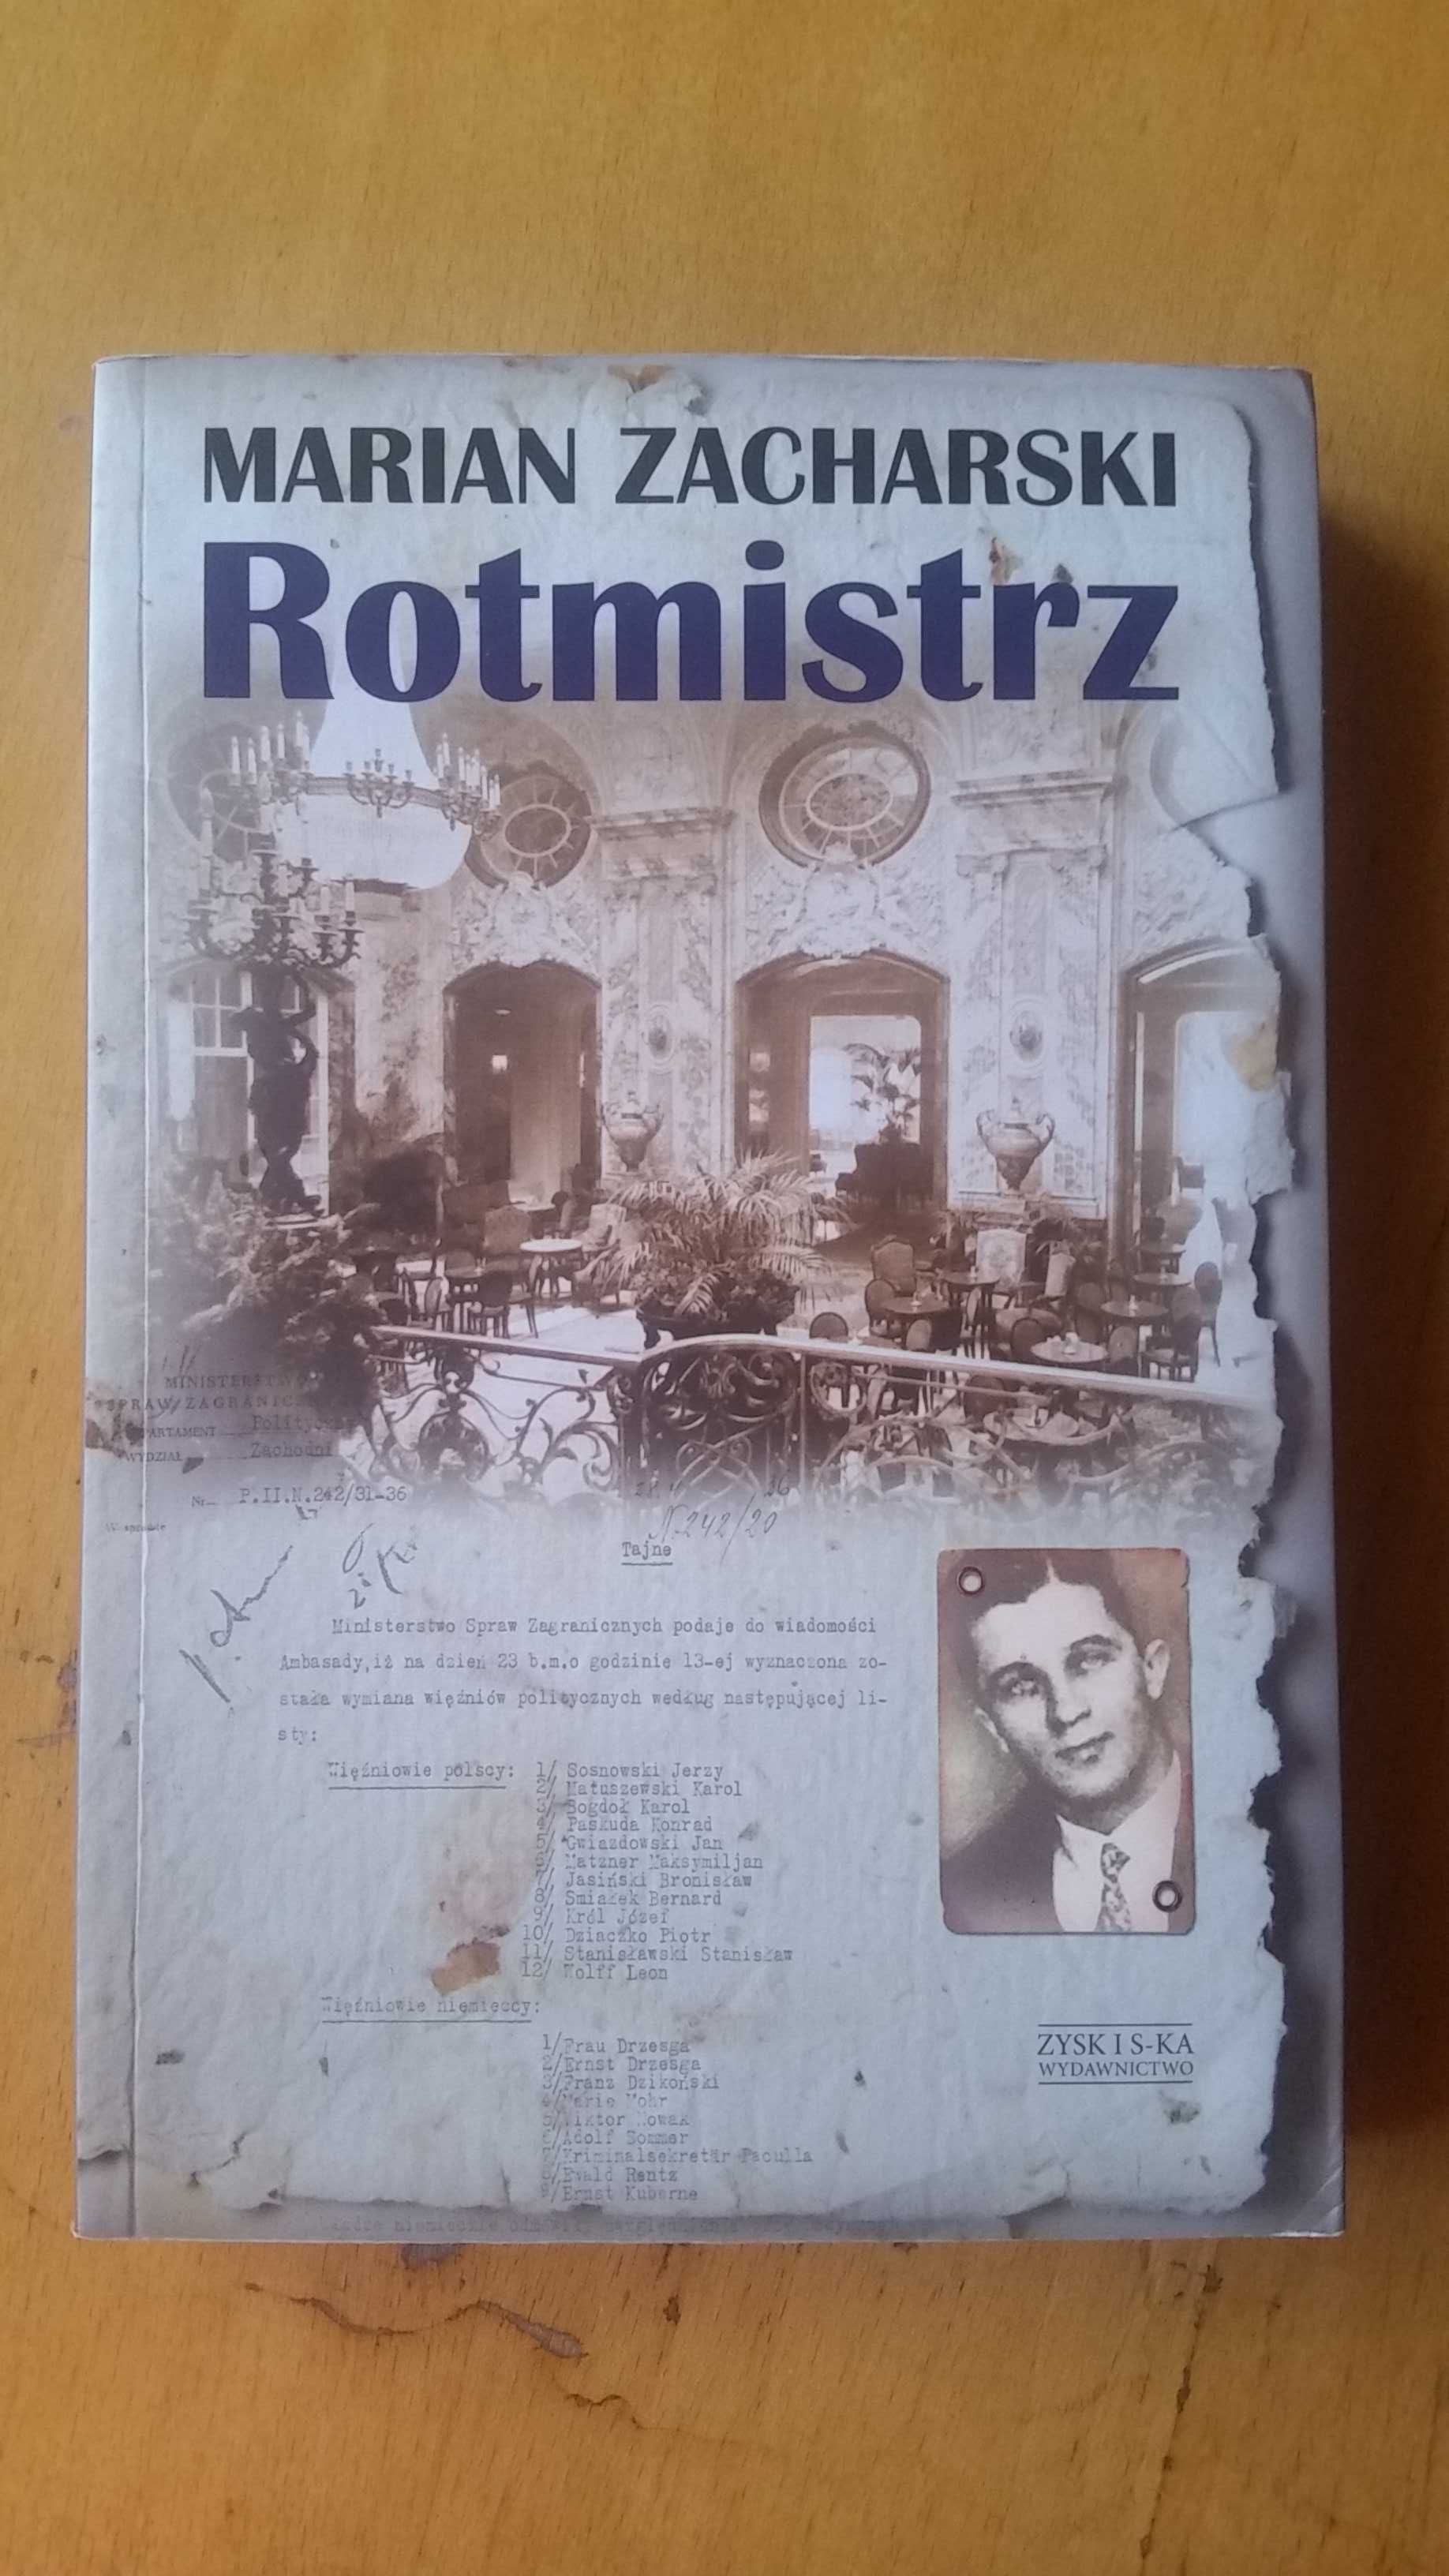 MARIAN ZACHARSKI
Rotmistrz
MINISTERSTWO
SPRAW ZAGRANICZ
PARTAMENT Polityczn
WYDZIAŁ Zachodni
Nr P.II.N.242/31-36
W sprawie
N.242/20
Tajne
Ministerstwo Spraw Zagranicznych podaje do wiadomości
Ambasady,iż na dzień 23 b.m.o godzinie 13-ej wyznaczona zo-
stała wymiana więźniów politycznych według następującej li-
sty:
Więźniowie polscy: 1/ Sosnowski Jerzy
2/ Matuszewski Karol
3/ Bogdoł Karol
4/ Paskuda Konrad
5/ Gwiazdowski Jan
6/ Matzner Maksymiljan
7/ Jasiński Bronisław
8/ Smiałek Bernard
9/ Król Józef
10/ Dziaczko Piotr
11/ Stanisławski Stanisław
12/ Wolff Leon
Więźniowie niemieccy:
1/Frau Drzesga
2/Ernst Drzesga
3/Franz Dzikoński
4/Marie Mohr
5/Viktor Nowak
6/Adolf Sommer
7/Kriminalsekretär Paculla
8/Ewald Rentz
9/Ernst Kuberne
ZYSK I S-KA
WYDAWNICTWO